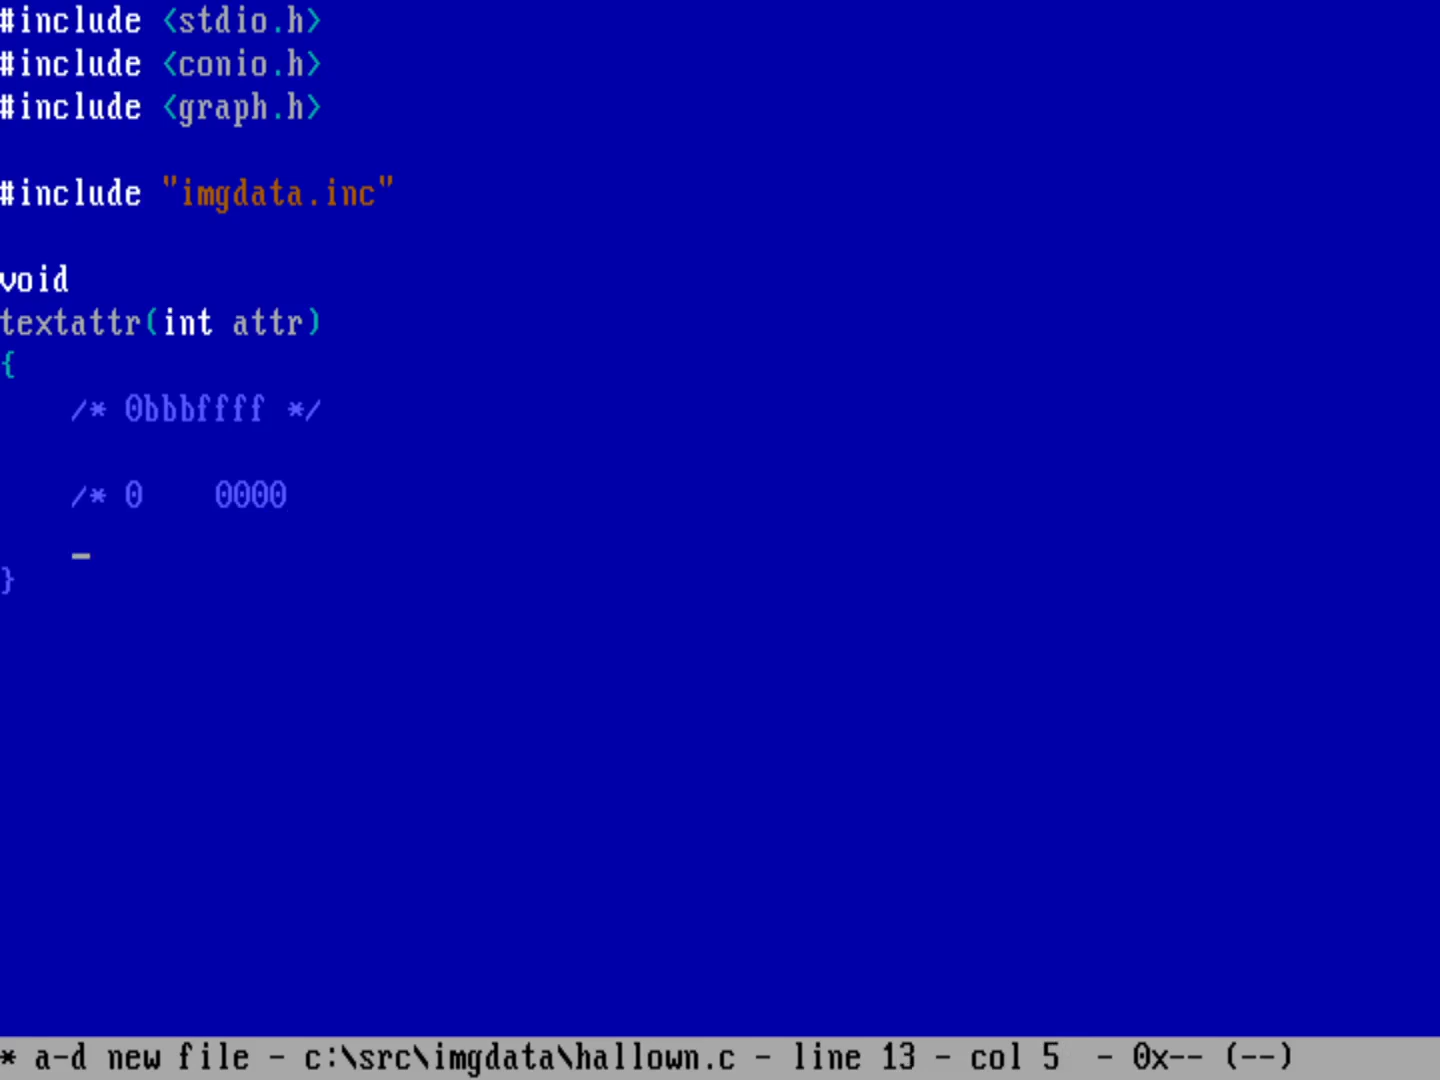 #include <stdio.h>
#include <conio.h>
#include <graph.h>
#include "imgdata.inc"
void
textattr(int attr)
{
/* 0bbbffff */
/* 0    0000
}
* a-d new file - c:\src\imgdata\hallown.c - line 13 - col 5  - 0x-- (--)